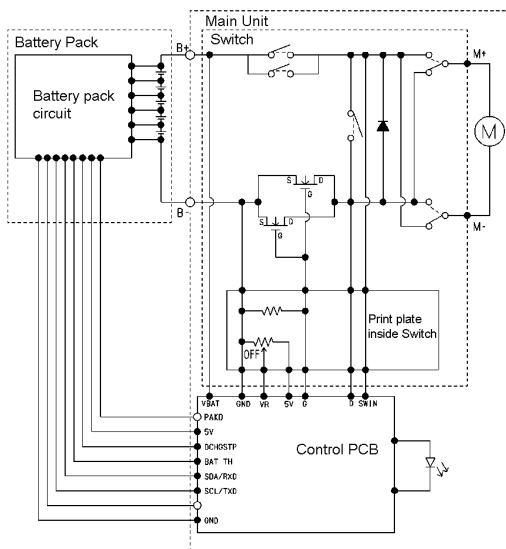 Main Unit
Battery Pack
Switch
B+
M+
Battery pack
circuit
M
S D
G
S D
G
B-
M-
Print plate
inside Switch
OFF
VBAT GND VR 5V G D SWIN
PAKD
5V
DCHGSTP
BAT TH
SDA/RXD
SCL/TXD
GND
Control PCB